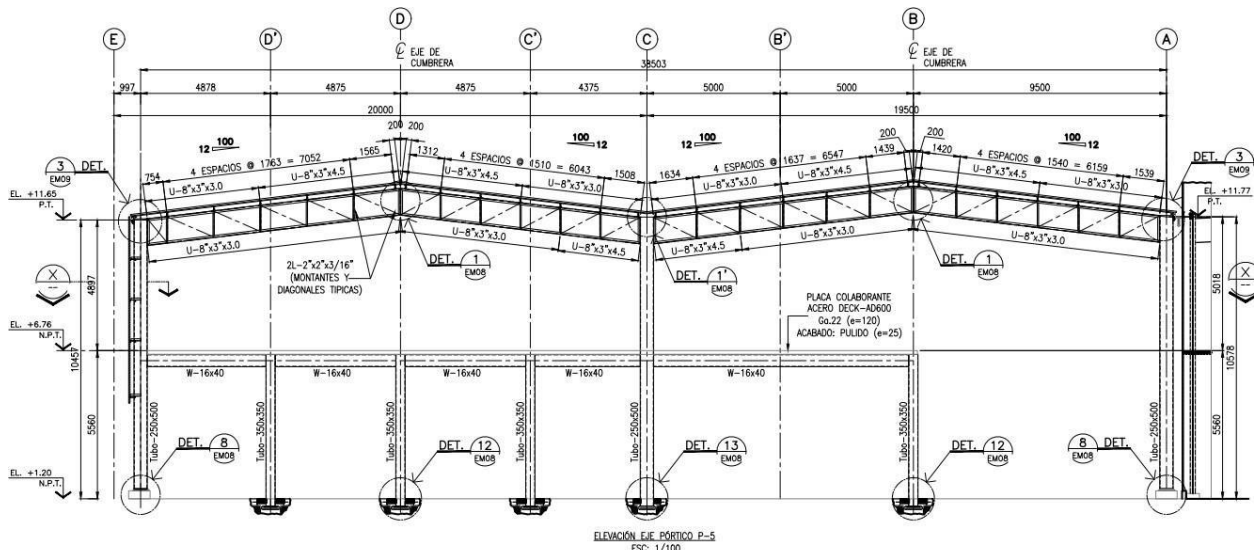 E
D'
D
C'
C
B'
B
A
EJE DE
CUMBRERA
EJE DE
CUMBRERA
38503
997
4878
4875
4875
4375
5000
5000
9500
20000
19500
200 200
200
200
12 100
100 12
12 100
100 12
3 DET.
EM09
754
4 ESPACIOS @ 1763 = 7052
1565
1312
4 ESPACIOS @ 1510 = 6043
1508
1634
4 ESPACIOS @ 1637 = 6547
1439
1420
4 ESPACIOS @ 1540 = 6159
1539
DET. 3
EM09
U-8"x3"x3.0
U-8"x3"x4.5
U-8"x3"x4.5
U-8"x3"x3.0
U-8"x3"x3.0
U-8"x3"x4.5
U-8"x3"x4.5
U-8"x3"x3.0
EL. +11.65
P.T.
EL. +11.77
P.T.
U-8"x3"x3.0
U-8"x3"x3.0
U-8"x3"x4.5
U-8"x3"x4.5
U-8"x3"x3.0
U-8"x3"x3.0
2L-2"x2"x3/16"
(MONTANTES Y
DIAGONALES TIPICAS)
DET. 1
EM08
DET. 1'
EM08
DET. 1
EM08
X
--
X
--
4897
5018
PLACA COLABORANTE
ACERO DECK-AD600
Ga.22 (e=120)
ACABADO: PULIDO (e=25)
EL. +6.76
N.P.T.
10457
10578
W-16x40
W-16x40
W-16x40
W-16x40
W-16x40
5560
5560
Tubo-250x500
Tubo-350x350
Tubo-350x350
Tubo-350x350
Tubo-250x500
Tubo-350x350
Tubo-250x500
DET. 8
EM08
DET. 12
EM08
DET. 13
EM08
DET. 12
EM08
8 DET.
EM08
EL. +1.20
N.P.T.
ELEVACIÓN EJE PÓRTICO P-5
ESC: 1/100